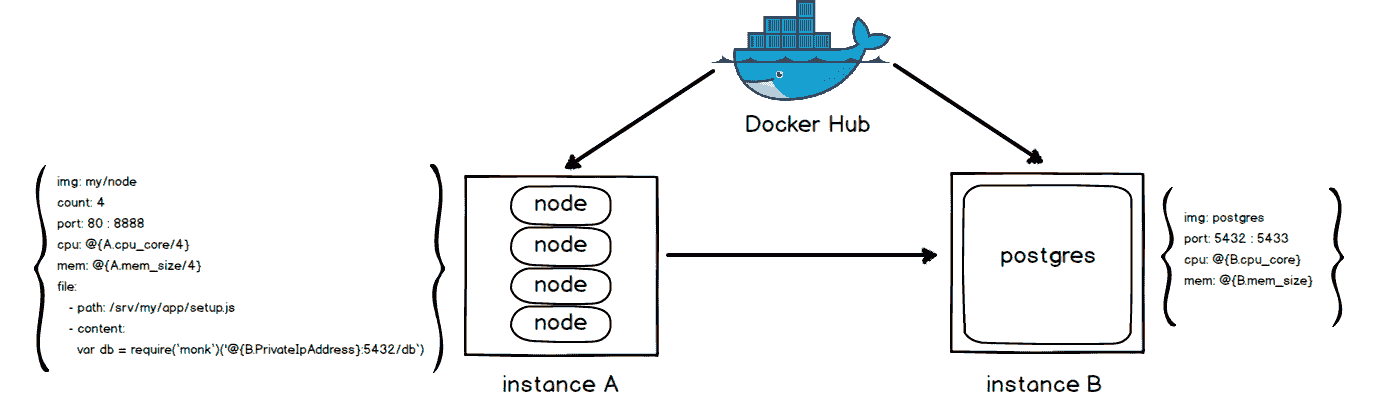 Docker Hub
img: my/node
count: 4
port: 80 : 8888
cpu: @{A.cpu_core/4}
mem: @{A.mem_size/4}
file:
- path: /srv/my/app/setup.js
- content:
var db = require(`monk`)('@{B.PrivateIpAddress}:5432/db`)
node
node
node
node
instance A
postgres
instance B
img: postgres
port: 5432 : 5433
cpu: @{B.cpu_core}
mem: @{B.mem_size}